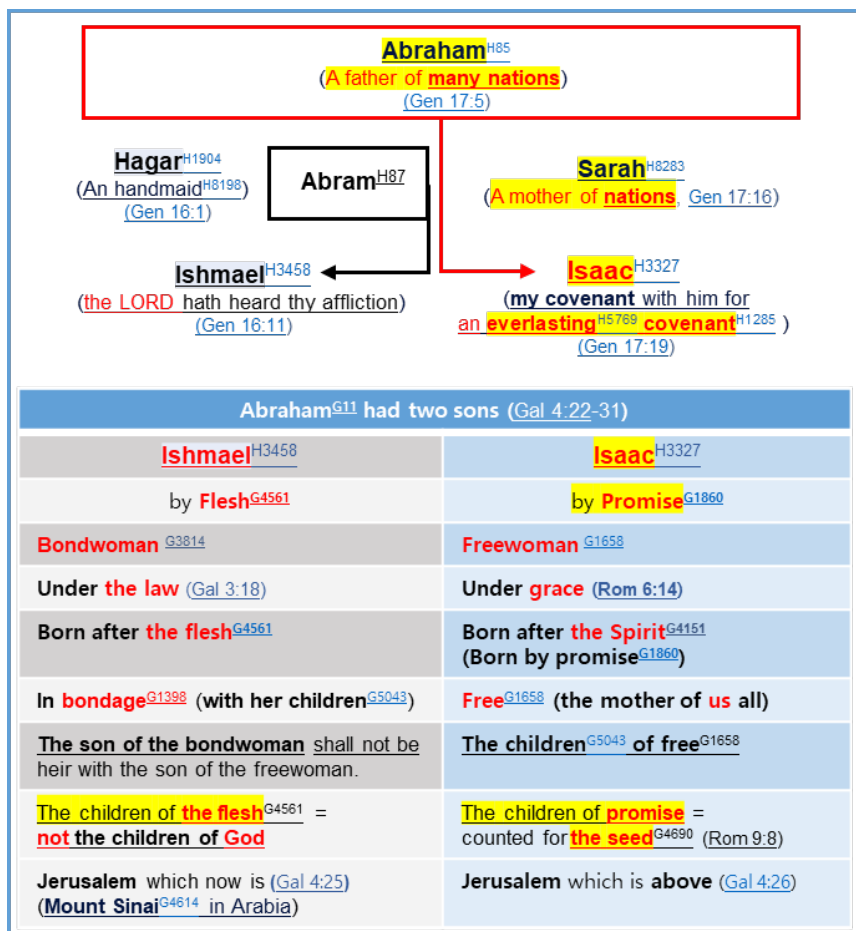 AbrahamH85
(A father of many nations)
(Gen 17:5)
HagarH1904
(An handmaidH8198)
(Gen 16:1)
AbramH87
SarahH8283
(A mother of nations, Gen 17:16)
IshmaelH3458
(the LORD hath heard thy affliction)
(Gen 16:11)
IsaacH3327
(my covenant with him for
an everlastingH5769 covenantH1285 )
(Gen 17:19)
AbrahamG11 had two sons (Gal 4:22-31)
IshmaelH3458
IsaacH3327
by FleshG4561
by PromiseG1860
Bondwoman G3814
Freewoman G1658
Under the law (Gal 3:18)
Under grace (Rom 6:14)
Born after the fleshG4561
Born after the SpiritG4151
(Born by promiseG1860)
In bondageG1398 (with her childrenG5043)
FreeG1658 (the mother of us all)
The son of the bondwoman shall not be
heir with the son of the freewoman.
The childrenG5043 of freeG1658
The children of the fleshG4561 =
not the children of God
The children of promise =
counted for the seedG4690 (Rom 9:8)
Jerusalem which now is (Gal 4:25)
(Mount SinaiG4614 in Arabia)
Jerusalem which is above (Gal 4:26)